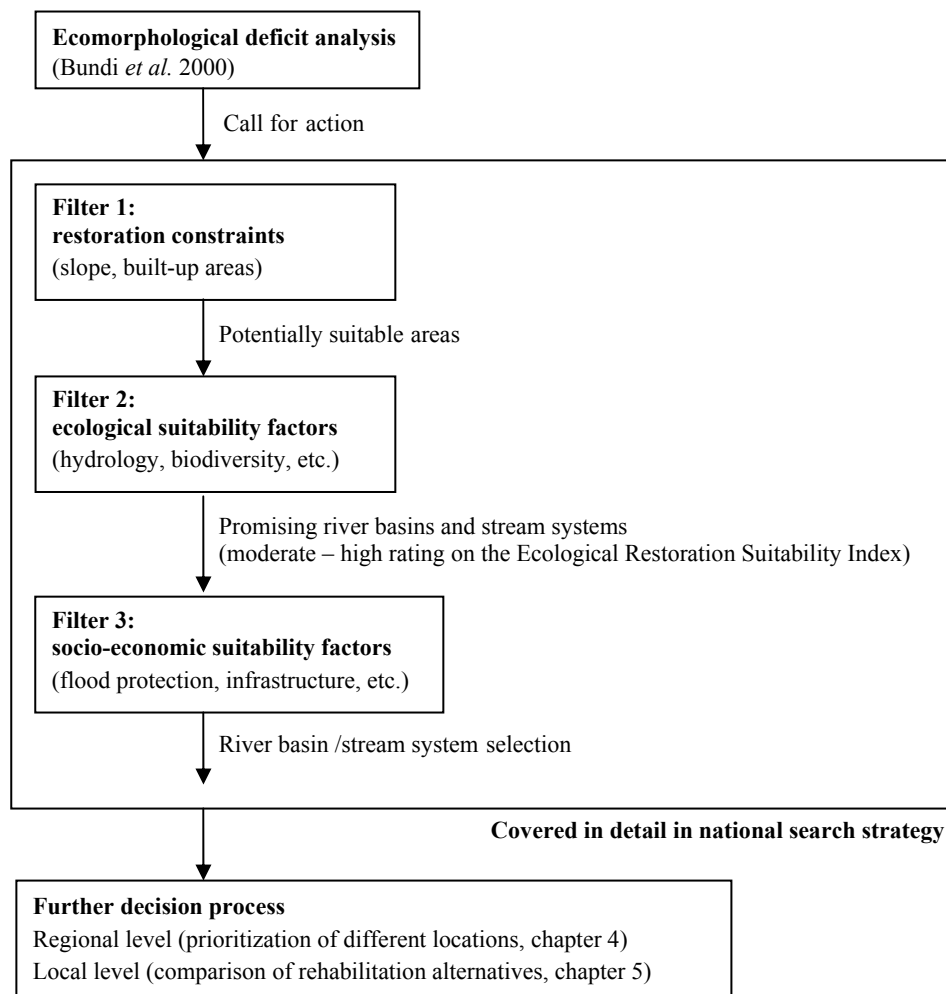 Ecomorphological deficit analysis
(Bundi et al. 2000)
Call for action
Filter 1:
restoration constraints
(slope, built-up areas)
Potentially suitable areas
Filter 2:
ecological suitability factors
(hydrology, biodiversity, etc.)
Promising river basins and stream systems
(moderate – high rating on the Ecological Restoration Suitability Index)
Filter 3:
socio-economic suitability factors
(flood protection, infrastructure, etc.)
River basin /stream system selection
Covered in detail in national search strategy
Further decision process
Regional level (prioritization of different locations, chapter 4)
Local level (comparison of rehabilitation alternatives, chapter 5)